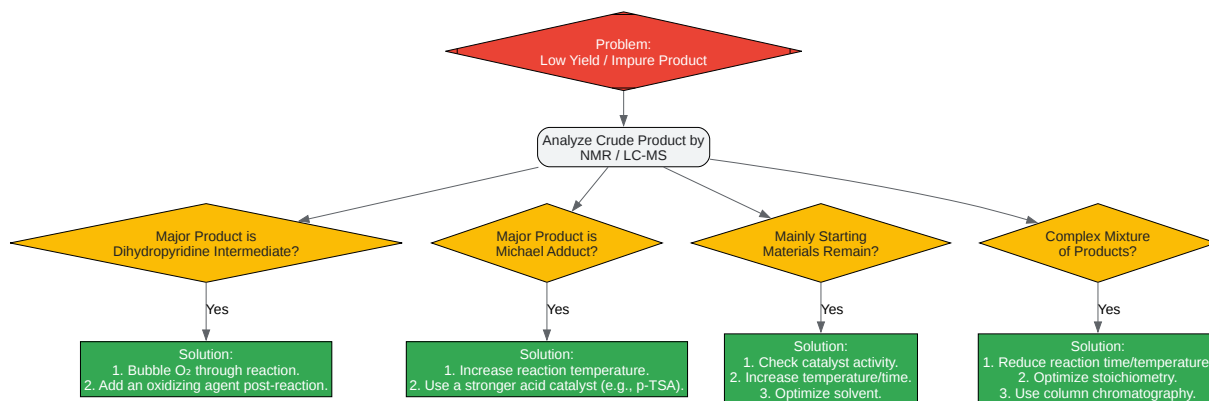 Problem:
Low Yield / Impure Product
Analyze Crude Product by
NMR / LC-MS
Major Product is
Dihydropyridine Intermediate?
Major Product is
Michael Adduct?
Mainly Starting
Materials Remain?
Complex Mixture
of Products?
Yes
Yes
Yes
Yes
Solution:
1. Bubble O₂ through reaction.
2. Add an oxidizing agent post-reaction.
Solution:
1. Increase reaction temperature.
2. Use a stronger acid catalyst (e.g., p-TSA).
Solution:
1. Check catalyst activity.
2. Increase temperature/time.
3. Optimize solvent.
Solution:
1. Reduce reaction time/temperature
2. Optimize stoichiometry.
3. Use column chromatography.